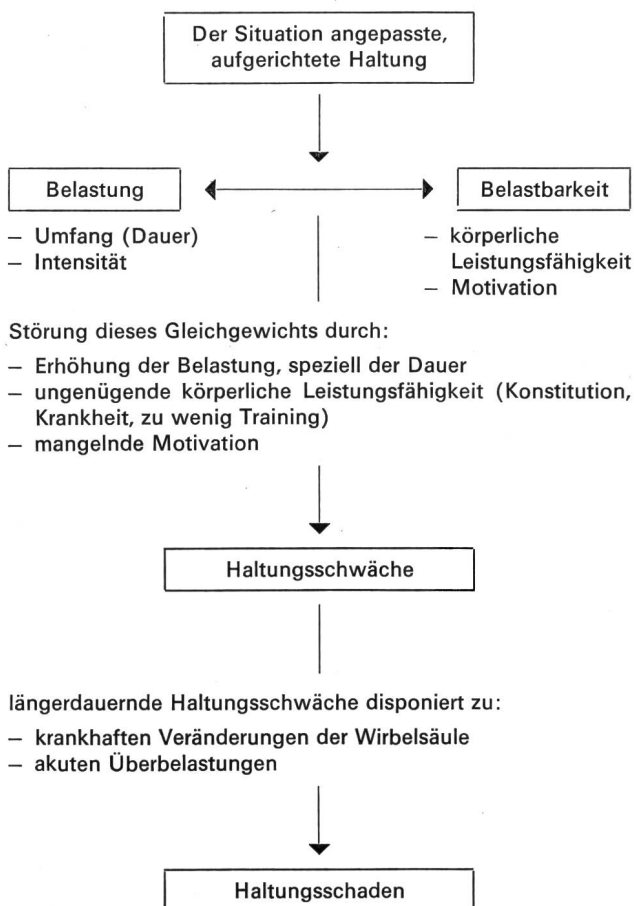 Der Situation angepasste,
aufgerichtete Haltung
Belastung
Belastbarkeit
– Umfang (Dauer)
– Intensität
– körperliche
Leistungsfähigkeit
– Motivation
Störung dieses Gleichgewichts durch:
– Erhöhung der Belastung, speziell der Dauer
– ungenügende körperliche Leistungsfähigkeit (Konstitution,
Krankheit, zu wenig Training)
– mangelnde Motivation
Haltungsschwäche
längerdauernde Haltungsschwäche disponiert zu:
– krankhaften Veränderungen der Wirbelsäule
– akuten Überbelastungen
Haltungsschaden